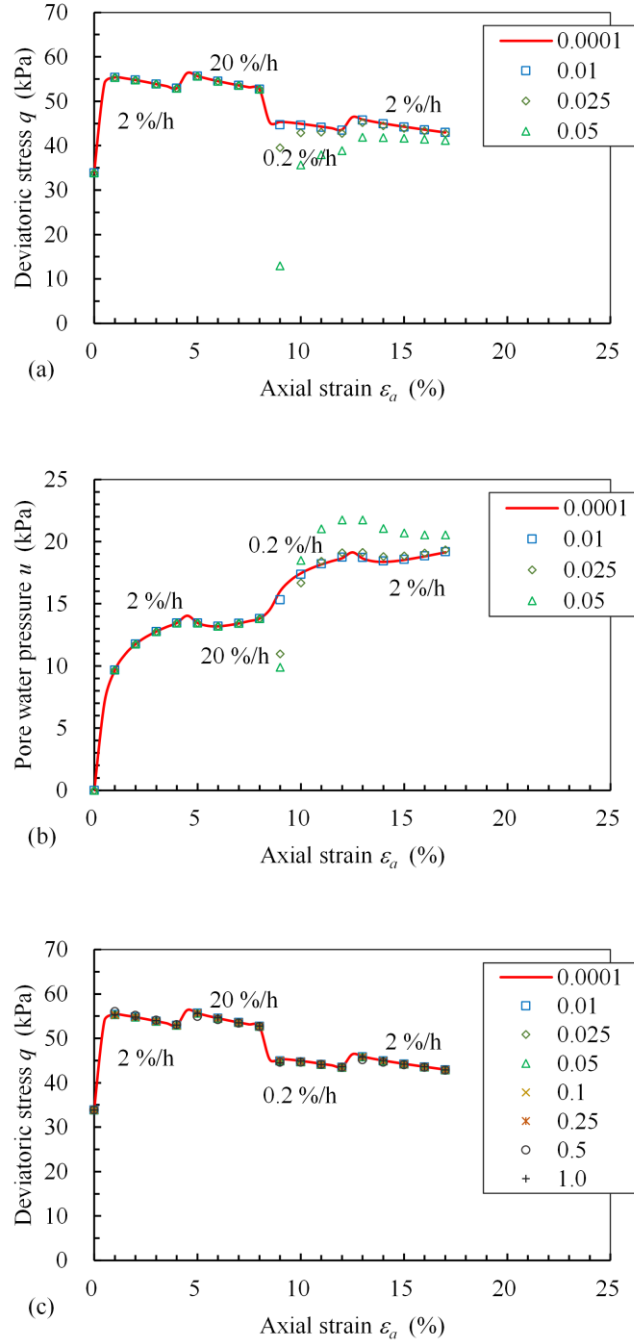 70
60
50
40
30
20
10
0
Deviatoric stress q (kPa)
20 %/h
2 %/h
2 %/h
0.2 %/h
0.0001
0.01
0.025
0.05
0
5
10
15
20
25
Axial strain εa (%)
(a)
25
20
15
10
5
0
Pore water pressure u (kPa)
0.2 %/h
2 %/h
2 %/h
20 %/h
0.0001
0.01
0.025
0.05
0
5
10
15
20
25
Axial strain εa (%)
(b)
70
60
50
40
30
20
10
0
Deviatoric stress q (kPa)
20 %/h
2 %/h
2 %/h
0.2 %/h
0.0001
0.01
0.025
0.05
0.1
0.25
0.5
1.0
0
5
10
15
20
25
Axial strain εa (%)
(c)